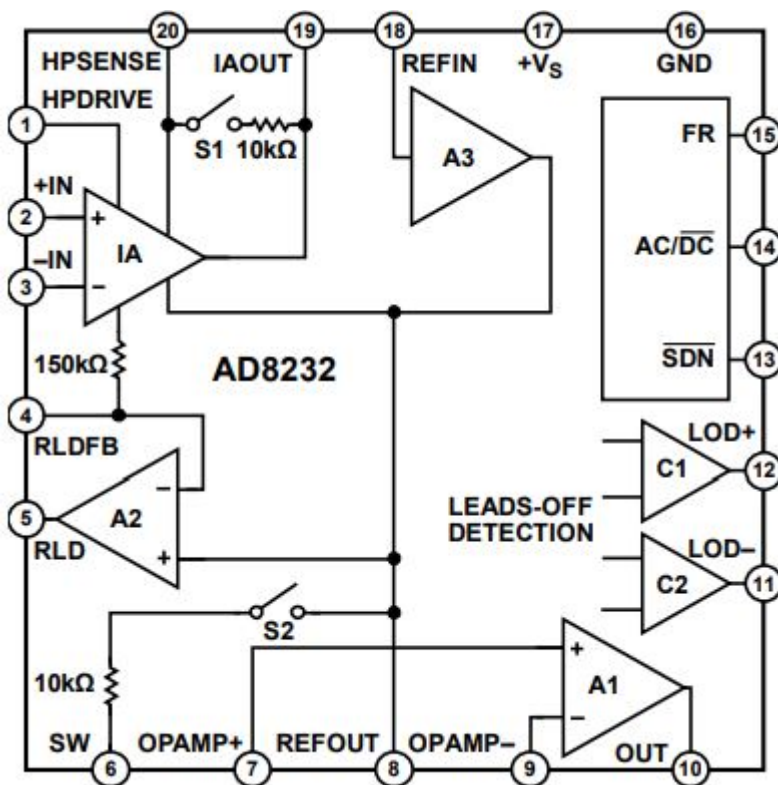 20 19 18 17 16
HPSENSE IAOUT REFIN +VS GND
HPDRIVE
1
S1 10kΩ
A3
FR 15
+IN
2 +
IA
–IN
3 –
AC/DC 14
150kΩ
AD8232
SDN 13
4
RLDFB
LOD+
C1 12
–
5 A2
RLD
+
LEADS-OFF
DETECTION
LOD–
C2 11
S2
10kΩ
+
A1
–
SW OPAMP+ REFOUT OPAMP– OUT
6 7 8 9 10